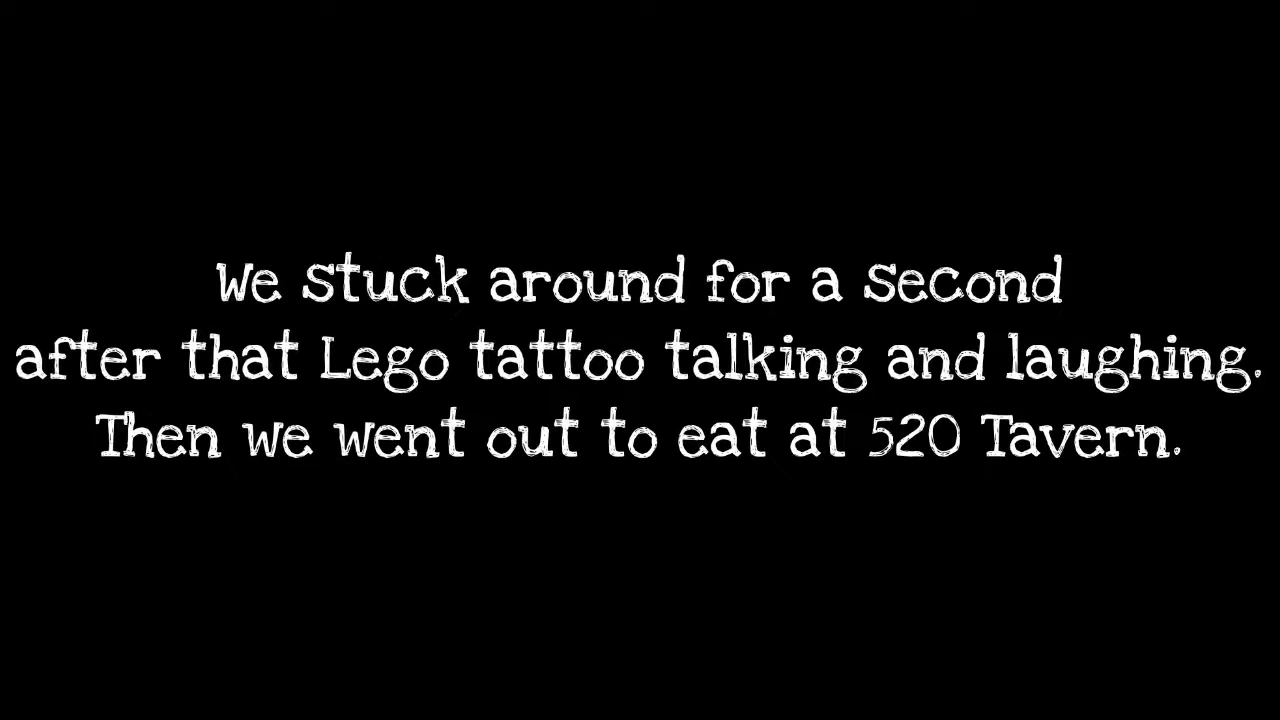 We stuck around for a second
after that Lego tattoo talking and laughing.
Then we went out to eat at 520 Tavern.